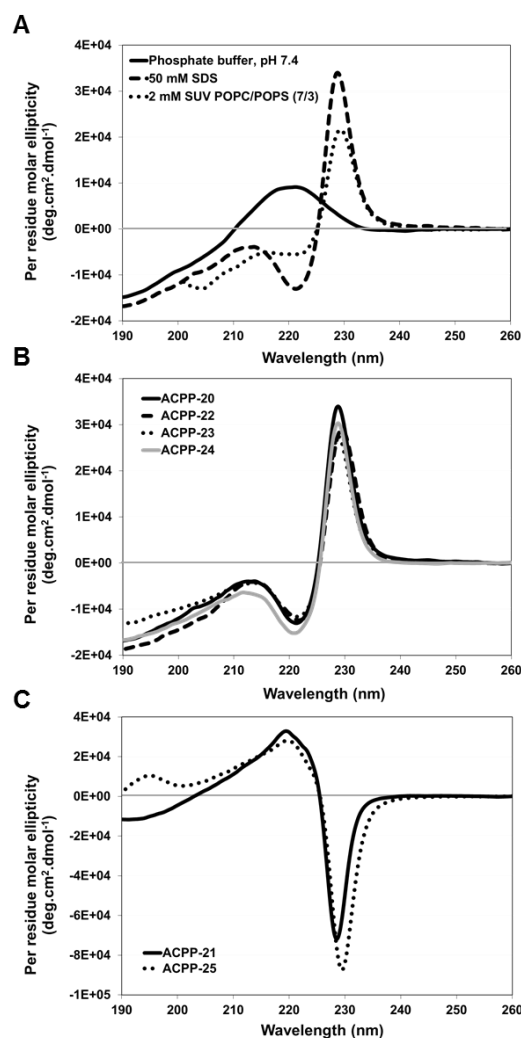 A
Per residue molar ellipticity
(deg.cm².dmol⁻¹)
4E+04
3E+04
2E+04
1E+04
0E+00
-1E+04
-2E+04
Phosphate buffer, pH 7.4
50 mM SDS
2 mM SUV POPC/POPS (7/3)
190 200 210 220 230 240 250 260
Wavelength (nm)
B
Per residue molar ellipticity
(deg.cm².dmol⁻¹)
4E+04
3E+04
2E+04
1E+04
0E+00
-1E+04
-2E+04
ACPP-20
ACPP-22
ACPP-23
ACPP-24
190 200 210 220 230 240 250 260
Wavelength (nm)
C
Per residue molar ellipticity
(deg.cm².dmol⁻¹)
4E+04
2E+04
0E+00
-2E+04
-4E+04
-6E+04
-8E+04
-1E+05
ACPP-21
ACPP-25
190 200 210 220 230 240 250 260
Wavelength (nm)